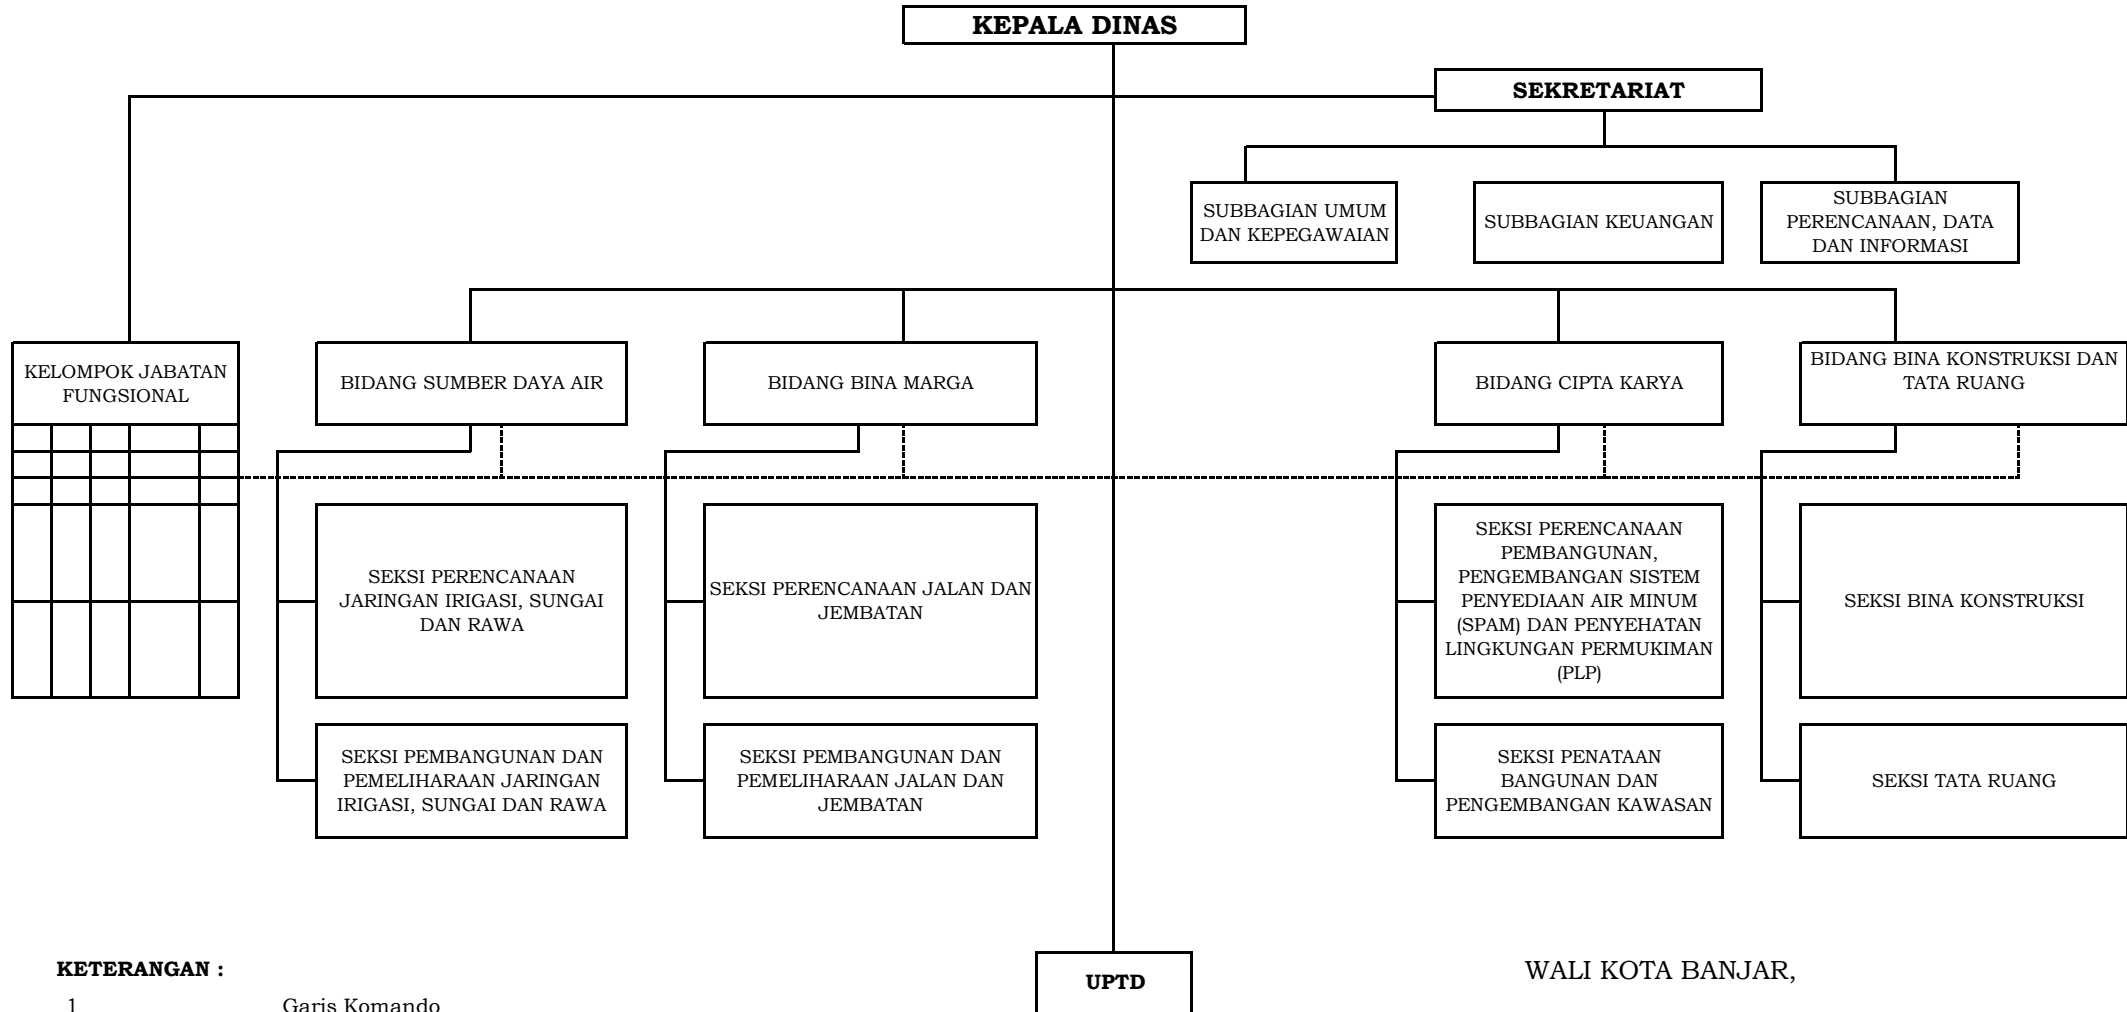 KEPALA DINAS
SEKRETARIAT
SUBBAGIAN UMUM
DAN KEPEGAWAIAN
SUBBAGIAN KEUANGAN
SUBBAGIAN
PERENCANAAN, DATA
DAN INFORMASI
KELOMPOK JABATAN
FUNGSIONAL
BIDANG SUMBER DAYA AIR
BIDANG BINA MARGA
BIDANG CIPTA KARYA
BIDANG BINA KONSTRUKSI DAN
TATA RUANG
SEKSI PERENCANAAN
JARINGAN IRIGASI, SUNGAI
DAN RAWA
SEKSI PERENCANAAN JALAN DAN
JEMBATAN
SEKSI PERENCANAAN
PEMBANGUNAN,
PENGEMBANGAN SISTEM
PENYEDIAAN AIR MINUM
(SPAM) DAN PENYEHATAN
LINGKUNGAN PERMUKIMAN
(PLP)
SEKSI BINA KONSTRUKSI
SEKSI PEMBANGUNAN DAN
PEMELIHARAAN JARINGAN
IRIGASI, SUNGAI DAN RAWA
SEKSI PEMBANGUNAN DAN
PEMELIHARAAN JALAN DAN
JEMBATAN
SEKSI PENATAAN
BANGUNAN DAN
PENGEMBANGAN KAWASAN
SEKSI TATA RUANG
KETERANGAN :
1 Garis Komando
UPTD
WALI KOTA BANJAR,